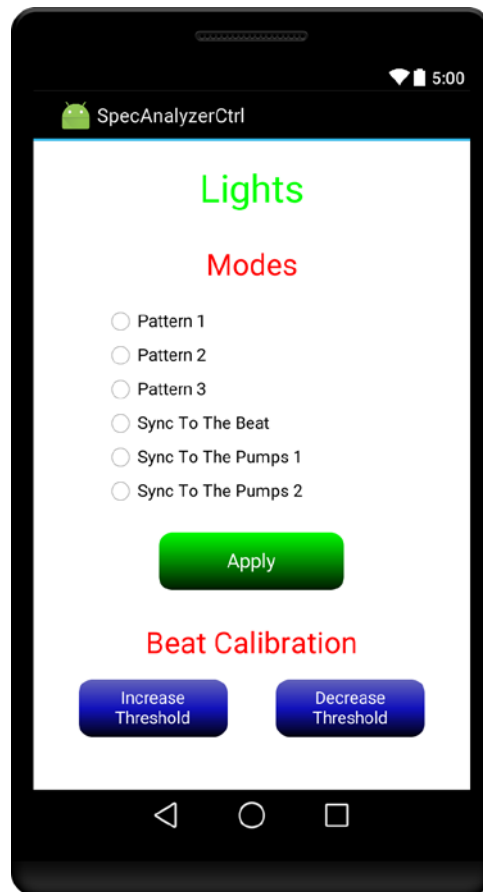 5:00
SpecAnalyzerCtrl
Lights
Modes
Pattern 1
Pattern 2
Pattern 3
Sync To The Beat
Sync To The Pumps 1
Sync To The Pumps 2
Apply
Beat Calibration
Increase
Threshold
Decrease
Threshold